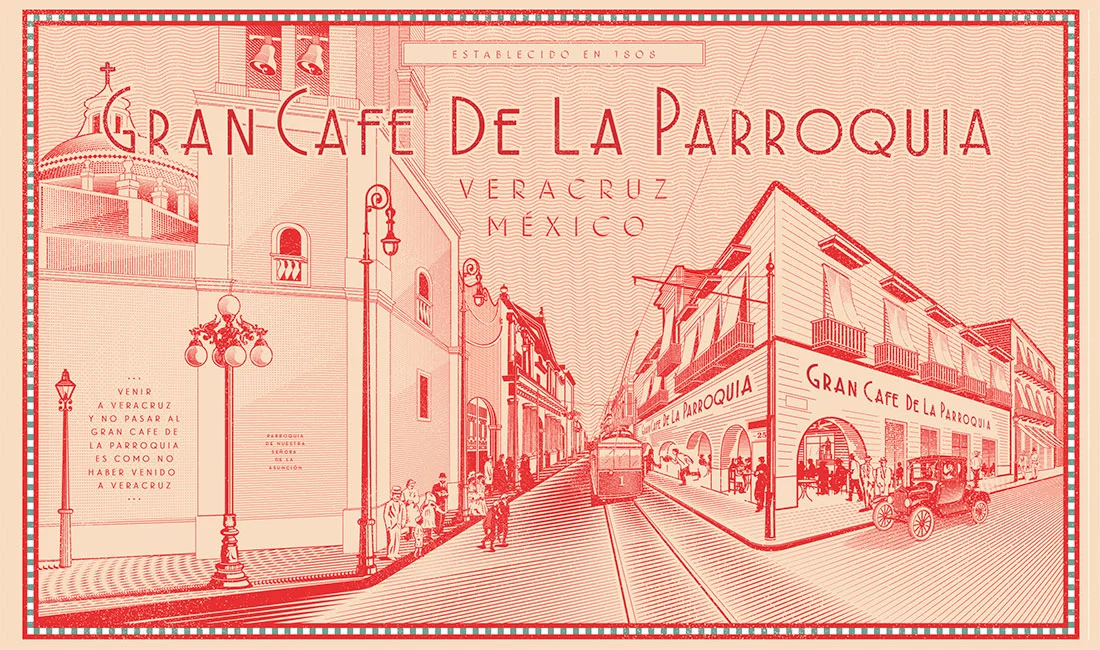 ESTABLECIDO EN 1808
GRAN CAFE DE LA PARROQUIA
VERACRUZ
MÉXICO
GRAN CAFE DE LA PARROQUIA
GRAN CAFE DE LA PARROQUIA
25
1
...
VENIR
A VERACRUZ
Y NO PASAR AL
GRAN CAFE DE
LA PARROQUIA
ES COMO NO
HABER VENIDO
A VERACRUZ
...
PARROQUIA
DE NUESTRA
SEÑORA
DE LA
ASUNCIÓN